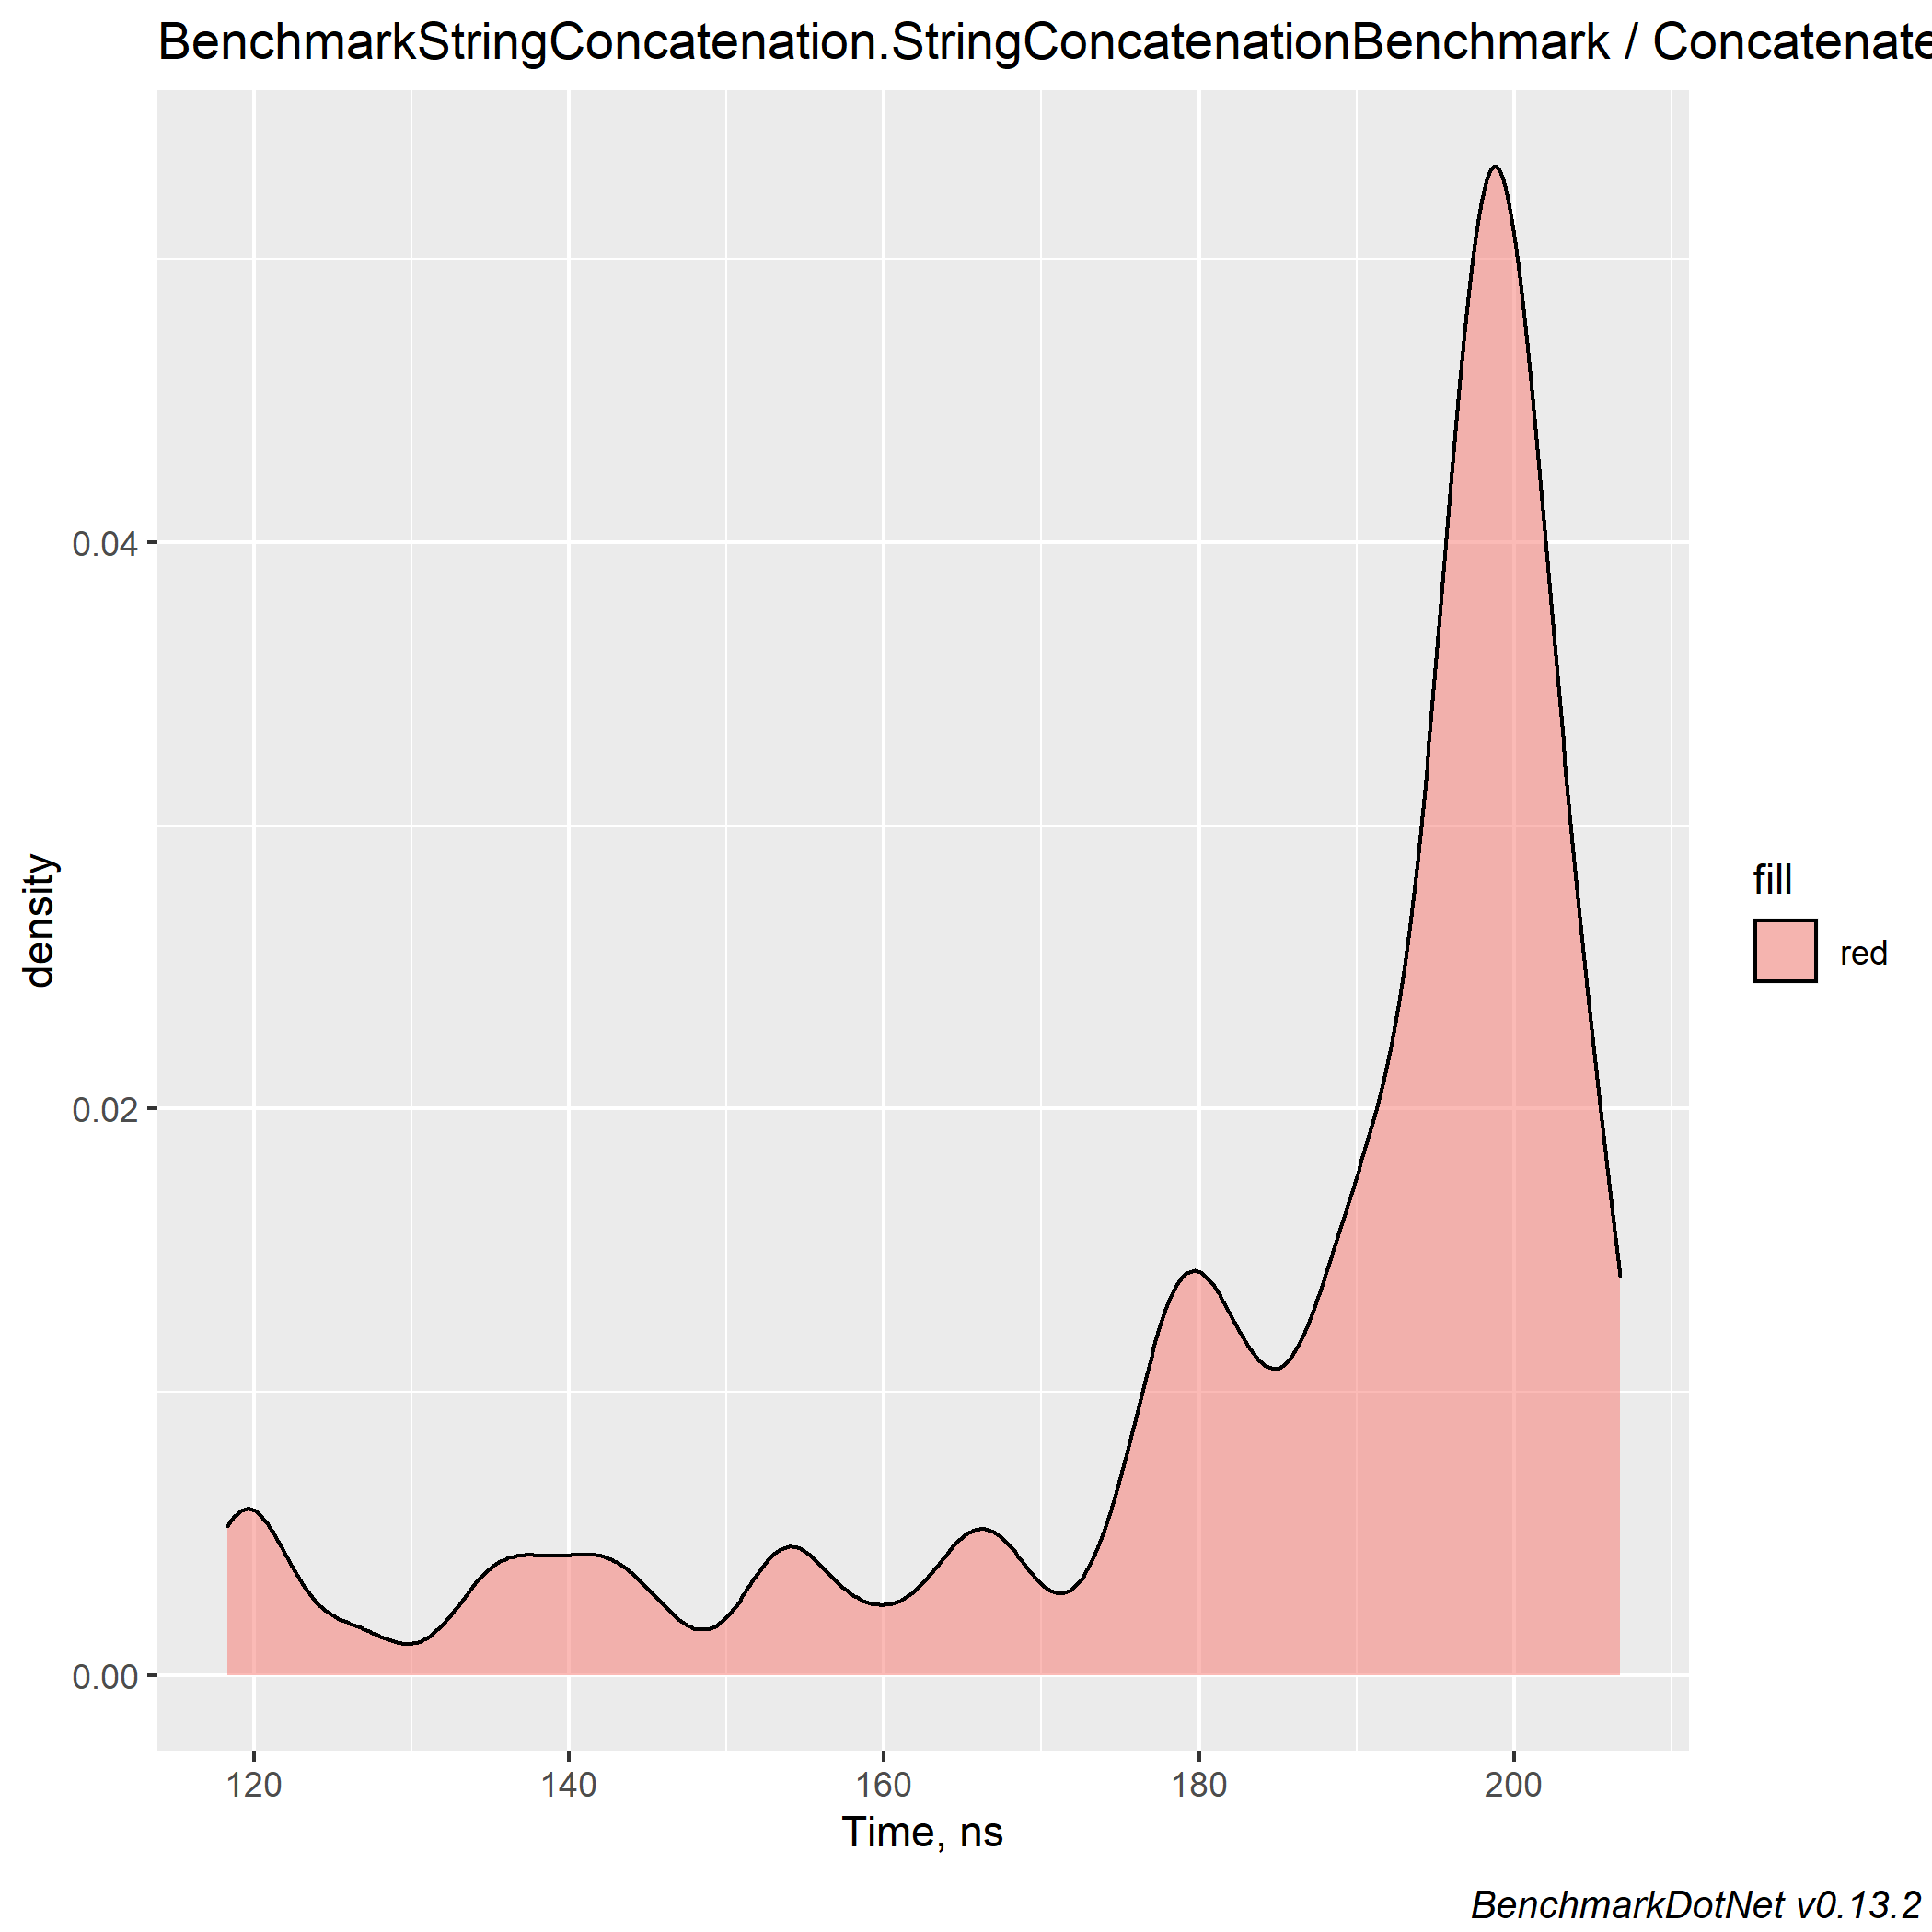 BenchmarkStringConcatenation.StringConcatenationBenchmark / Concatenate
0.04
0.02
0.00
density
120 140 160 180 200
Time, ns
fill
red
BenchmarkDotNet v0.13.2